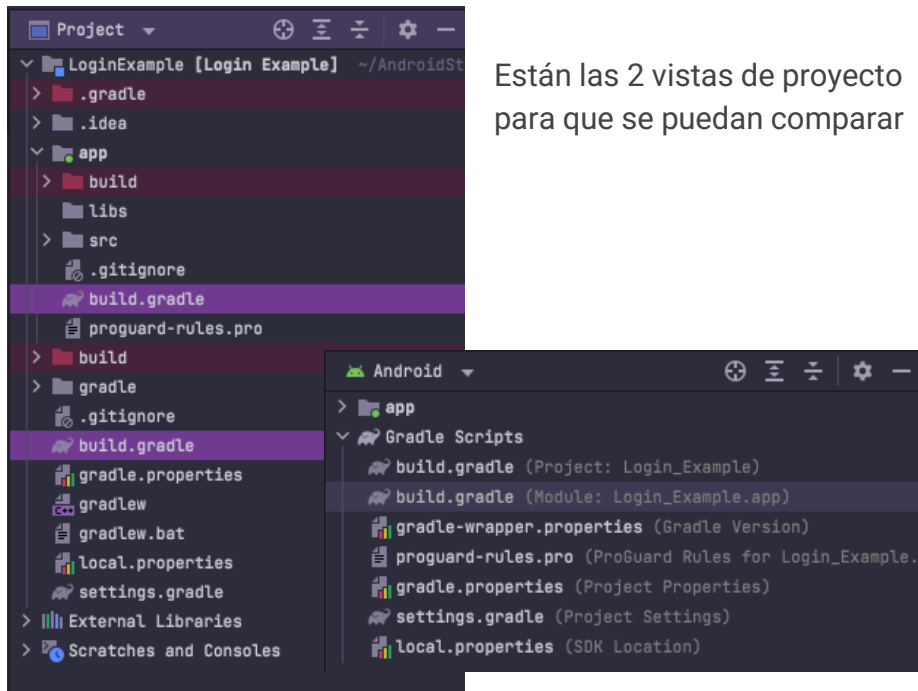 Project
LoginExample [Login Example] ~/AndroidSt
.gradle
.idea
app
build
libs
src
.gitignore
build.gradle
proguard-rules.pro
build
gradle
.gitignore
build.gradle
gradle.properties
gradlew
gradlew.bat
local.properties
settings.gradle
External Libraries
Scratches and Consoles
Están las 2 vistas de proyecto
para que se puedan comparar
Android
app
Gradle Scripts
build.gradle (Project: Login_Example)
build.gradle (Module: Login_Example.app)
gradle-wrapper.properties (Gradle Version)
proguard-rules.pro (ProGuard Rules for Login_Example.
gradle.properties (Project Properties)
settings.gradle (Project Settings)
local.properties (SDK Location)